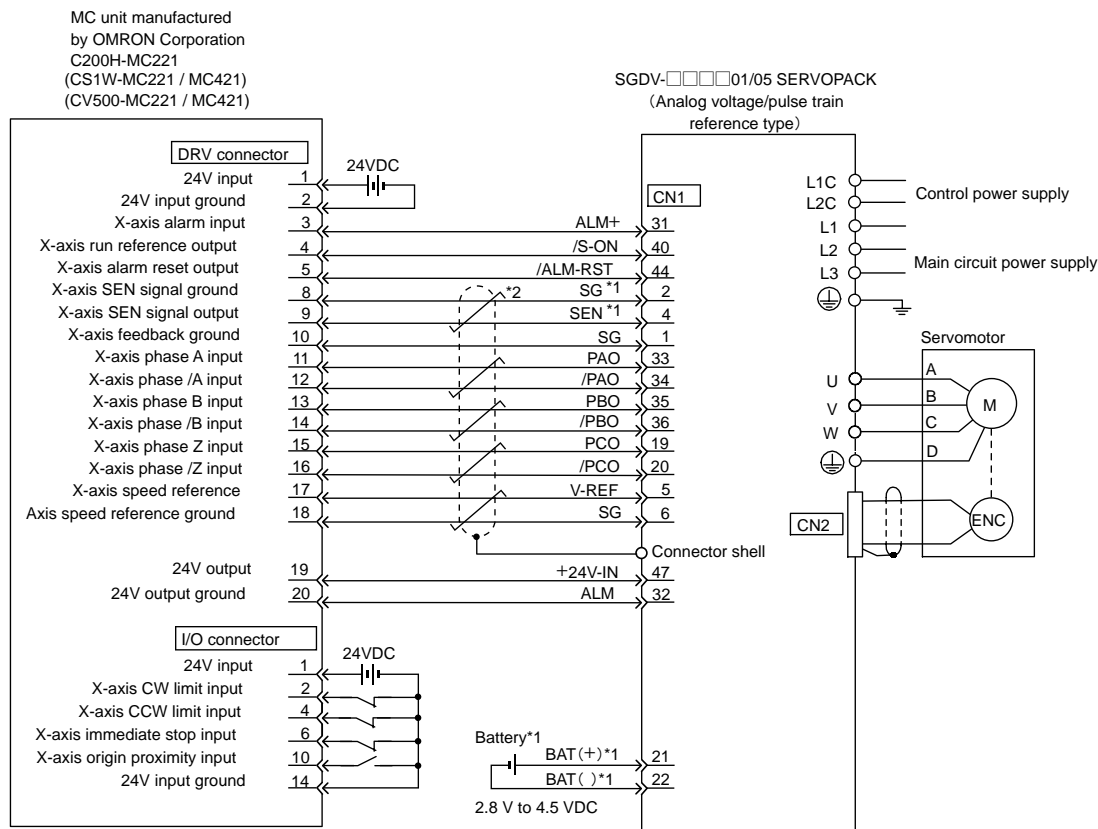 MC unit manufactured
by OMRON Corporation
C200H-MC221
(CS1W-MC221 / MC421)
(CV500-MC221 / MC421)
SGDV-□□□□01/05 SERVOPACK
(Analog voltage/pulse train
reference type)
DRV connector
24VDC
CN1
24V input 1
24V input ground 2
X-axis alarm input 3 ALM+ 31
X-axis run reference output 4 /S-ON 40
X-axis alarm reset output 5 /ALM-RST 44
X-axis SEN signal ground 8 *2 SG *1 2
X-axis SEN signal output 9 SEN *1 4
X-axis feedback ground 10 SG 1
X-axis phase A input 11 PAO 33
X-axis phase /A input 12 /PAO 34
X-axis phase B input 13 PBO 35
X-axis phase /B input 14 /PBO 36
X-axis phase Z input 15 PCO 19
X-axis phase /Z input 16 /PCO 20
X-axis speed reference 17 V-REF 5
Axis speed reference ground 18 SG 6
Connector shell
24V output 19 +24V-IN 47
24V output ground 20 ALM 32
I/O connector
24VDC
24V input 1
X-axis CW limit input 2
X-axis CCW limit input 4
X-axis immediate stop input 6
X-axis origin proximity input 10
24V input ground 14
Battery*1
BAT(+)*1 21
BAT( )*1 22
2.8 V to 4.5 VDC
L1C
L2C
Control power supply
L1
L2
L3
Main circuit power supply
Servomotor
U A
V B
W C
D
M
CN2
ENC